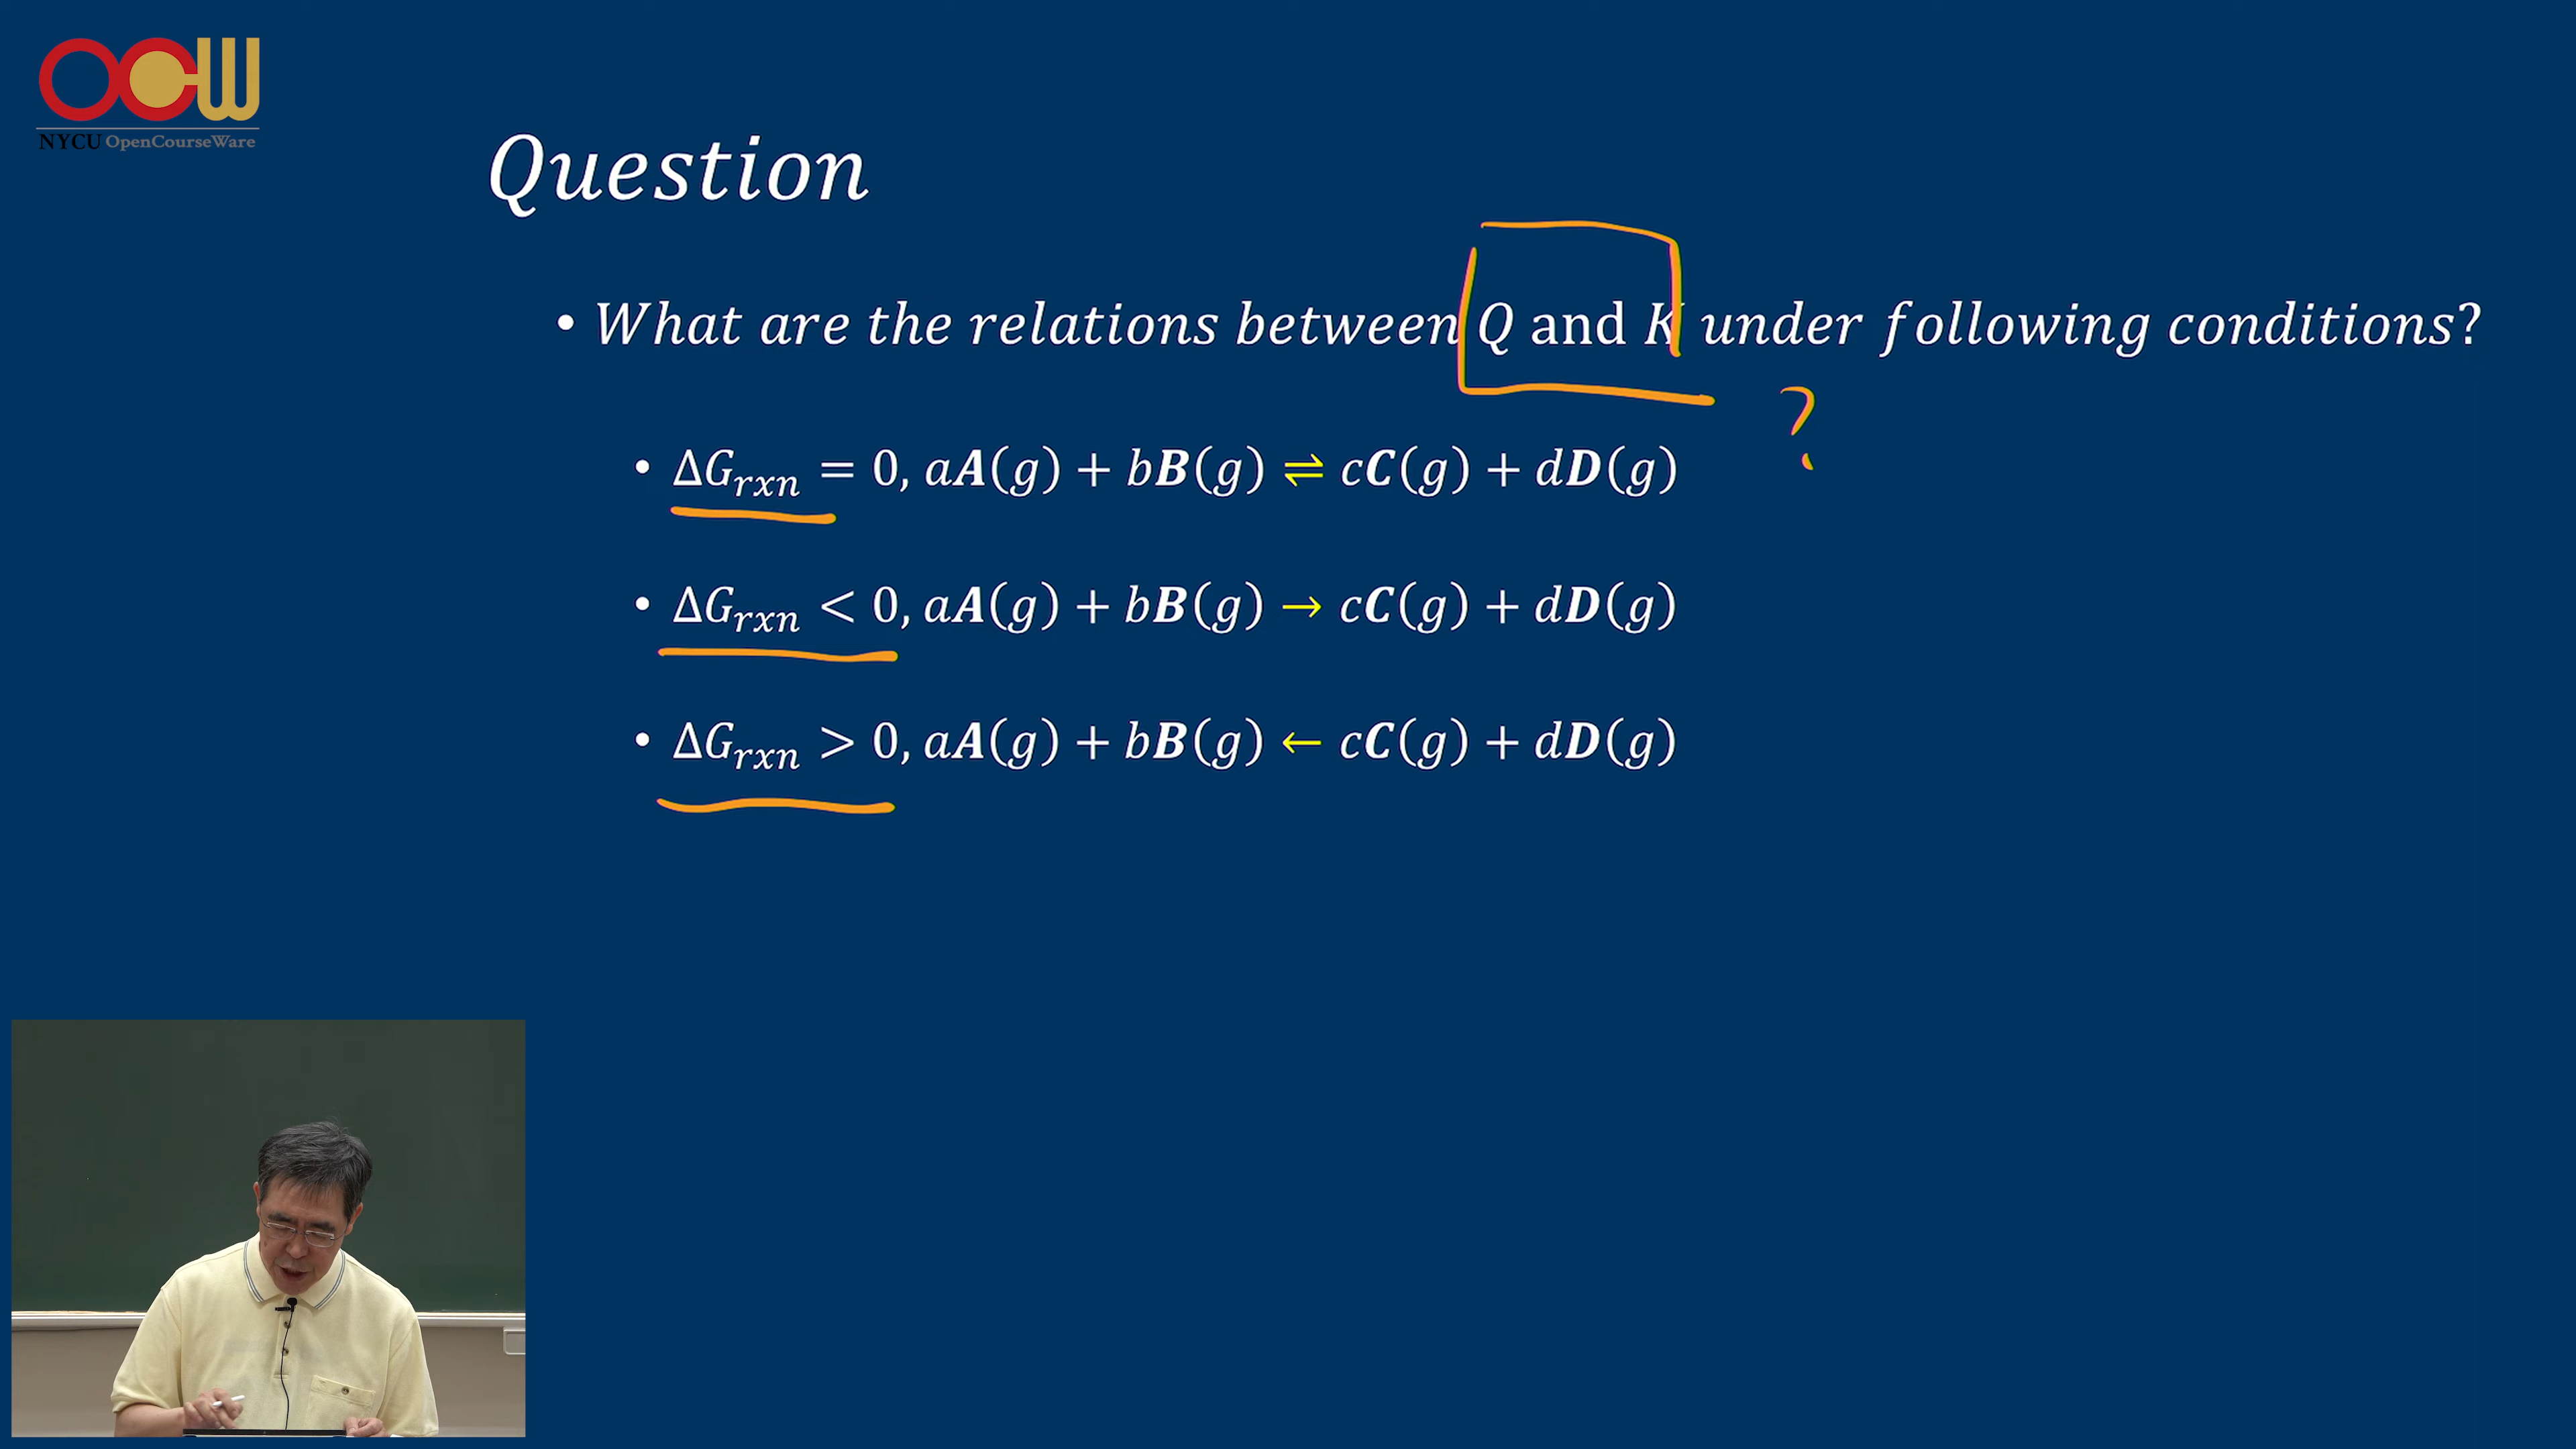 OCW
NYCU OpenCourseWare
Question
• What are the relations between Q and K under following conditions?
?
• ΔG_rxn = 0, aA(g) + bB(g) ⇌ cC(g) + dD(g)
• ΔG_rxn < 0, aA(g) + bB(g) → cC(g) + dD(g)
• ΔG_rxn > 0, aA(g) + bB(g) ← cC(g) + dD(g)